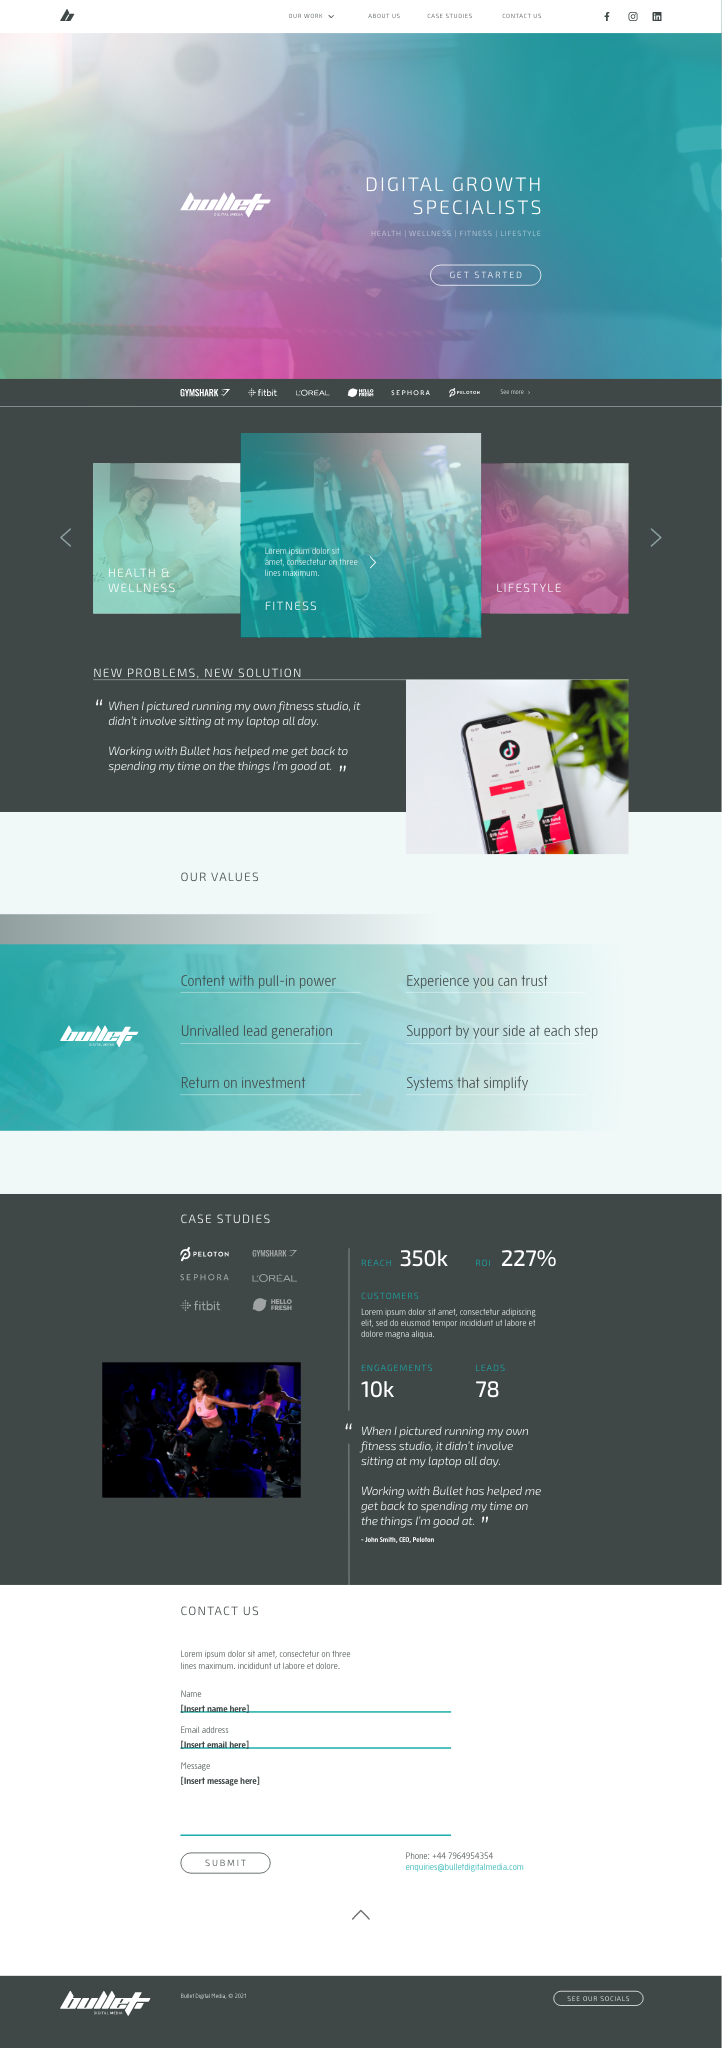 OUR WORK
ABOUT US
CASE STUDIES
CONTACT US
bullet
DIGITAL MEDIA
DIGITAL GROWTH
SPECIALISTS
HEALTH | WELLNESS | FITNESS | LIFESTYLE
GET STARTED
GYMSHARK
fitbit
L'ORÉAL
HELLO
FRESH
SEPHORA
PELOTON
See more ›
HEALTH &
WELLNESS
Lorem ipsum dolor sit
amet, consectetur on three
lines maximum.
FITNESS
LIFESTYLE
NEW PROBLEMS, NEW SOLUTION
“ When I pictured running my own fitness studio, it
didn't involve sitting at my laptop all day.
Working with Bullet has helped me get back to
spending my time on the things I'm good at. ”
OUR VALUES
Content with pull-in power
Experience you can trust
bullet
DIGITAL MEDIA
Unrivalled lead generation
Support by your side at each step
Return on investment
Systems that simplify
CASE STUDIES
PELOTON
GYMSHARK
SEPHORA
L'ORÉAL
fitbit
HELLO
FRESH
REACH 350k
ROI 227%
CUSTOMERS
Lorem ipsum dolor sit amet, consectetur adipiscing
elit, sed do eiusmod tempor incididunt ut labore et
dolore magna aliqua.
ENGAGEMENTS
LEADS
10k
78
“ When I pictured running my own
fitness studio, it didn't involve
sitting at my laptop all day.
Working with Bullet has helped me
get back to spending my time on
the things I'm good at. ”
- John Smith, CEO, Peloton
CONTACT US
Lorem ipsum dolor sit amet, consectetur on three
lines maximum. incididunt ut labore et dolore.
Name
[Insert name here]
Email address
[Insert email here]
Message
[Insert message here]
SUBMIT
Phone: +44 7964954354
enquiries@bulletdigitalmedia.com
bullet
DIGITAL MEDIA
Bullet Digital Media, © 2021
SEE OUR SOCIALS